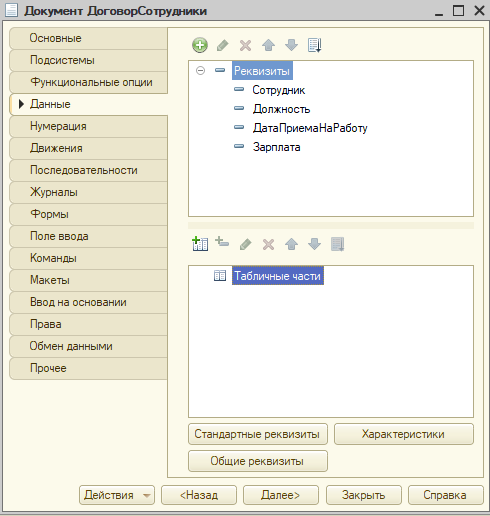 Документ ДоговорСотрудники
Основные
Подсистемы
Функциональные опции
Данные
Нумерация
Движения
Последовательности
Журналы
Формы
Поле ввода
Команды
Макеты
Ввод на основании
Права
Обмен данными
Прочее
Реквизиты
Сотрудник
Должность
ДатаПриемаНаРаботу
Зарплата
Табличные части
Стандартные реквизиты
Характеристики
Общие реквизиты
Действия
<Назад
Далее>
Закрыть
Справка